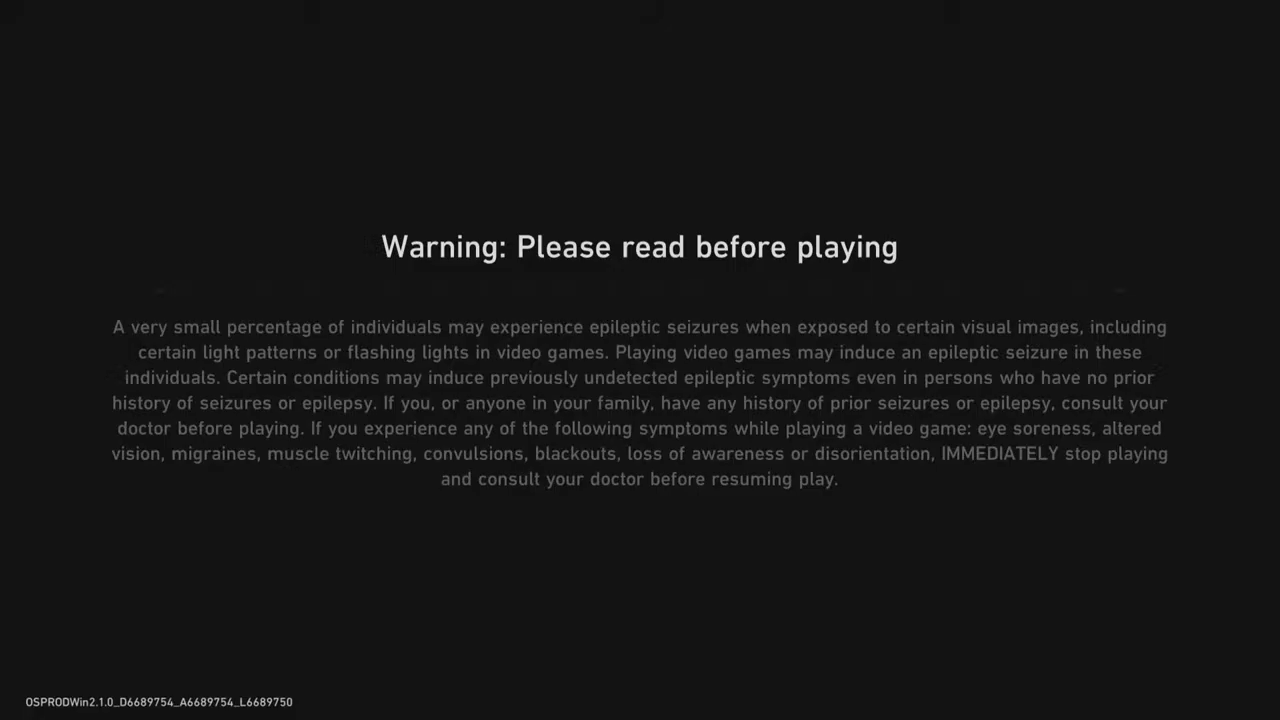 Warning: Please read before playing
A very small percentage of individuals may experience epileptic seizures when exposed to certain visual images, including
certain light patterns or flashing lights in video games. Playing video games may induce an epileptic seizure in these
individuals. Certain conditions may induce previously undetected epileptic symptoms even in persons who have no prior
history of seizures or epilepsy. If you, or anyone in your family, have any history of prior seizures or epilepsy, consult your
doctor before playing. If you experience any of the following symptoms while playing a video game: eye soreness, altered
vision, migraines, muscle twitching, convulsions, blackouts, loss of awareness or disorientation, IMMEDIATELY stop playing
and consult your doctor before resuming play.
OSPRODWin2.1.0_D6689754_A6689754_L6689750